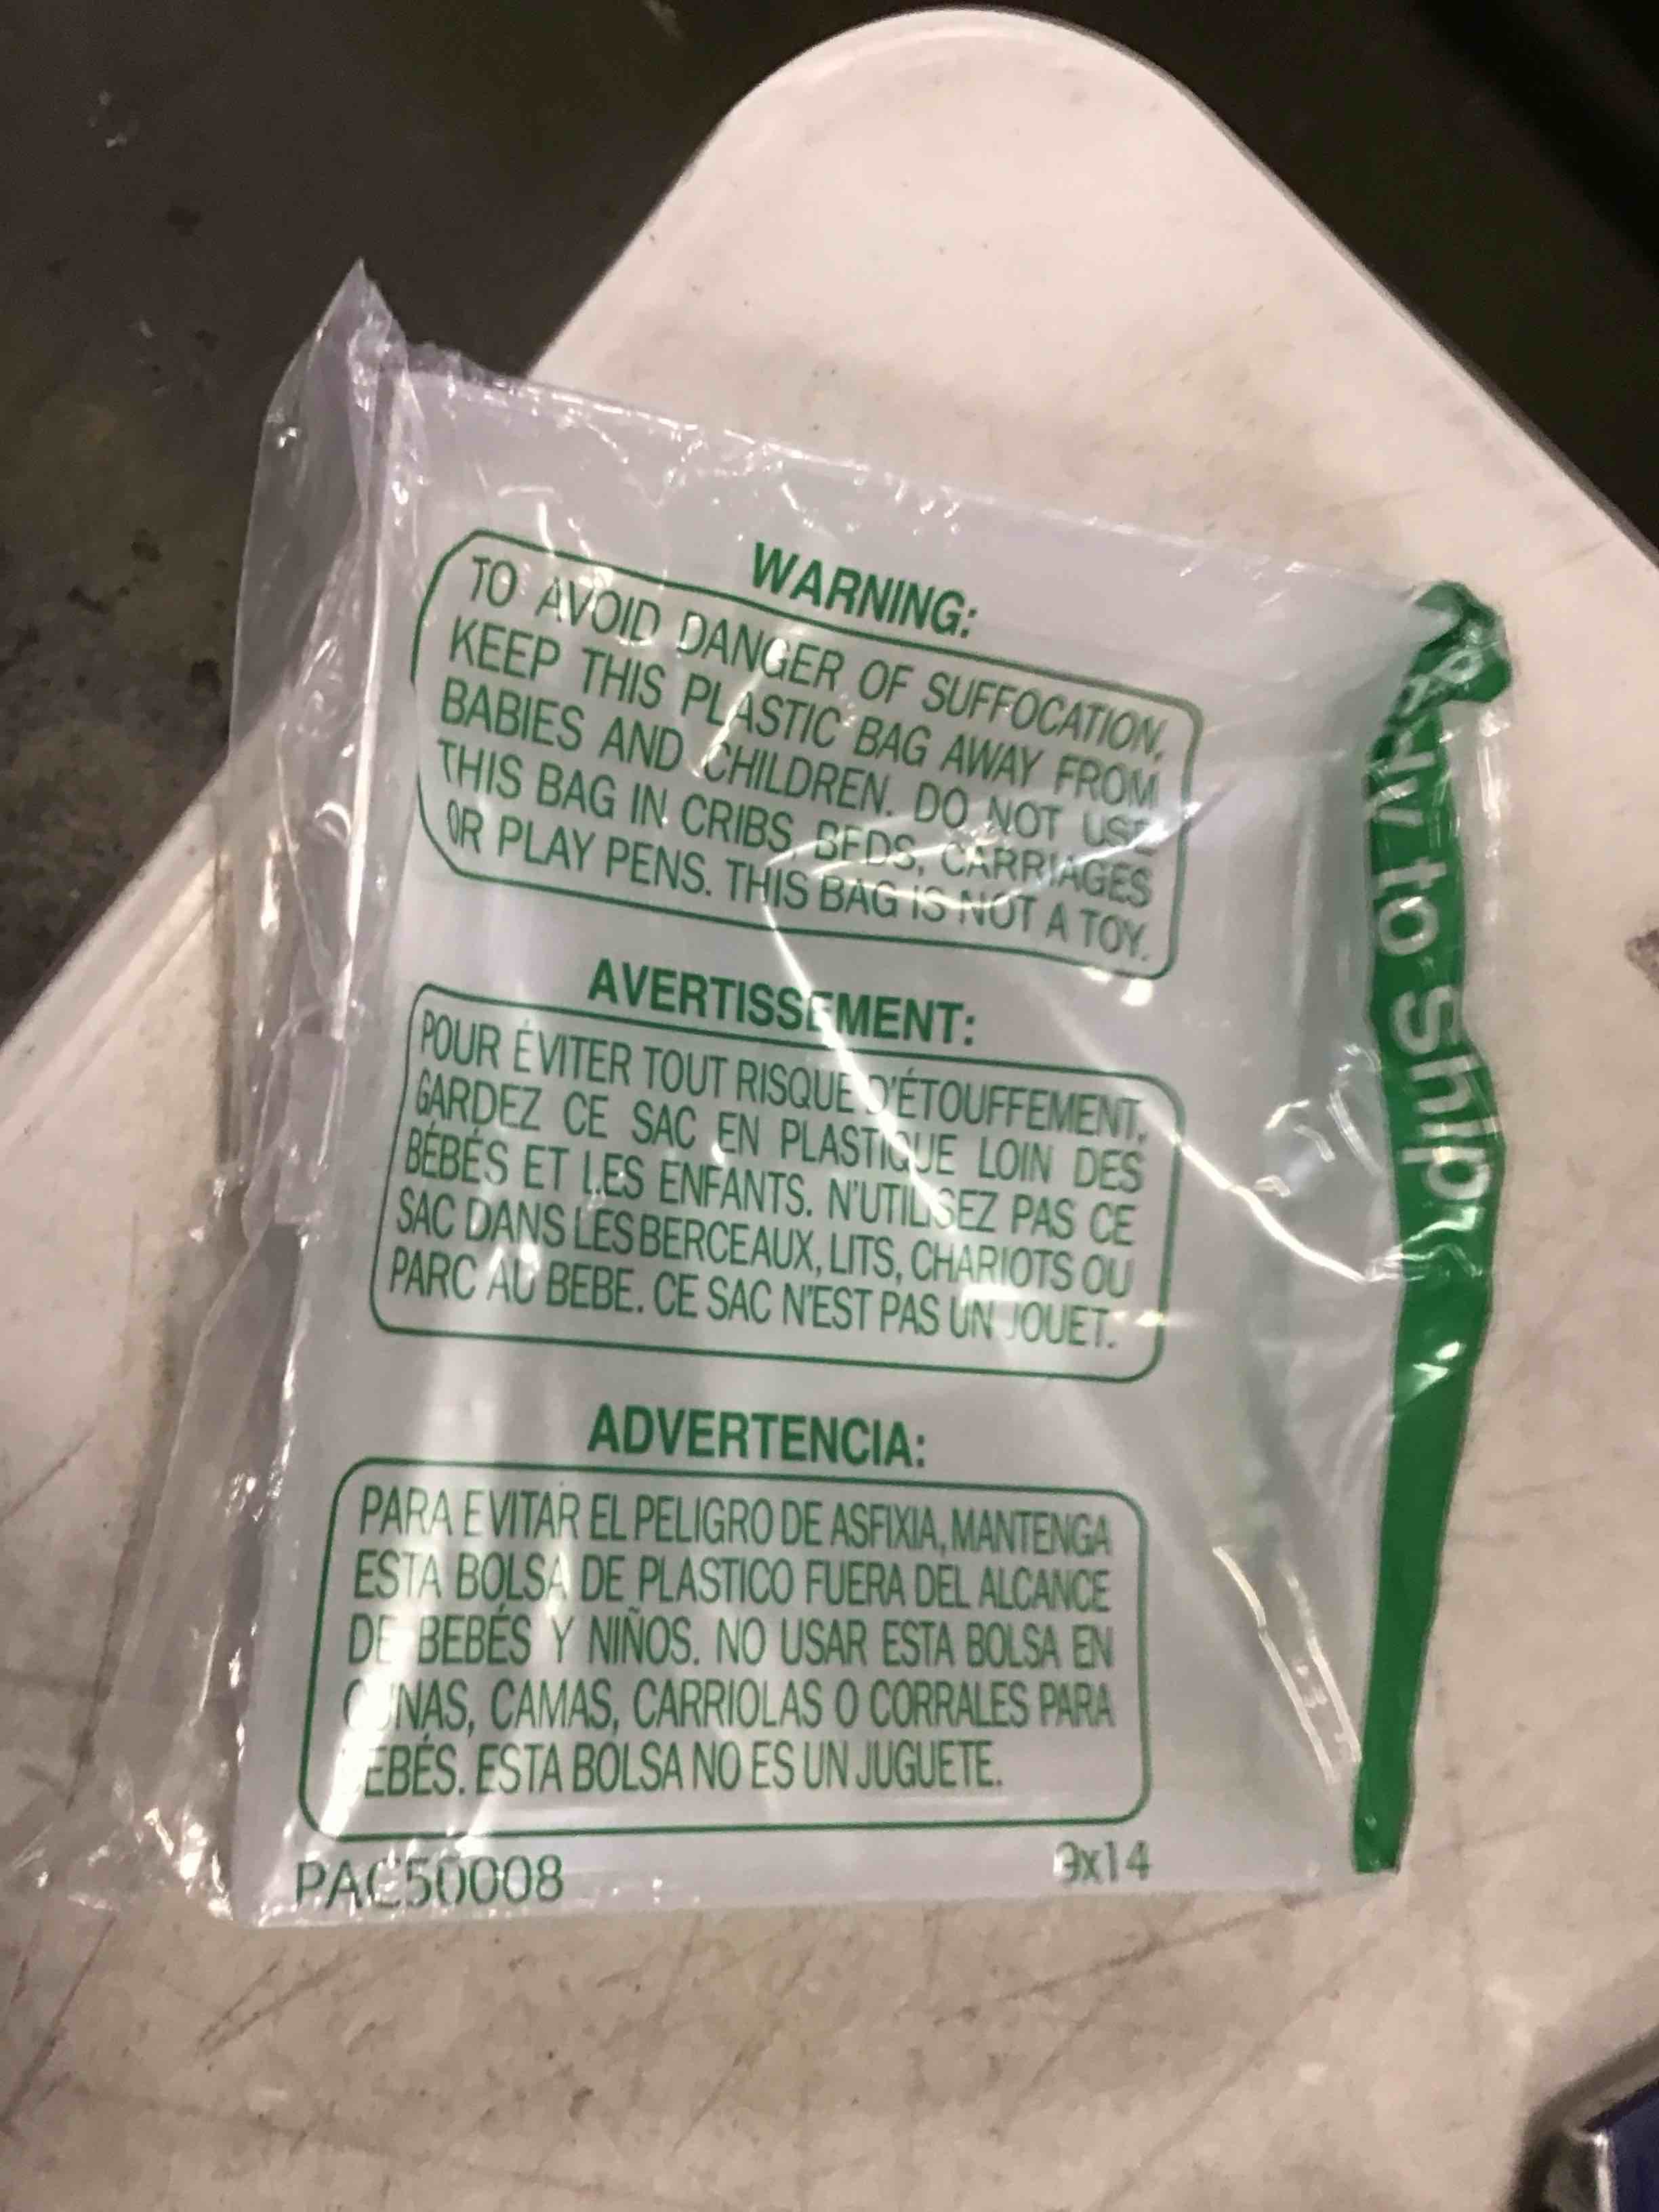 WARNING:
TO AVOID DANGER OF SUFFOCATION,
KEEP THIS PLASTIC BAG AWAY FROM
BABIES AND CHILDREN. DO NOT USE
THIS BAG IN CRIBS, BEDS, CARRIAGES
OR PLAY PENS. THIS BAG IS NOT A TOY.
AVERTISSEMENT:
POUR ÉVITER TOUT RISQUE D'ÉTOUFFEMENT,
GARDEZ CE SAC EN PLASTIQUE LOIN DES
BÉBÉS ET LES ENFANTS. N'UTILISEZ PAS CE
SAC DANS LES BERCEAUX, LITS, CHARIOTS OU
PARC AU BEBE. CE SAC N'EST PAS UN JOUET.
ADVERTENCIA:
PARA EVITAR EL PELIGRO DE ASFIXIA, MANTENGA
ESTA BOLSA DE PLASTICO FUERA DEL ALCANCE
DE BEBÉS Y NIÑOS. NO USAR ESTA BOLSA EN
CUNAS, CAMAS, CARRIOLAS O CORRALES PARA
BEBÉS. ESTA BOLSA NO ES UN JUGUETE.
PAC50008 9x14
Ready to Ship